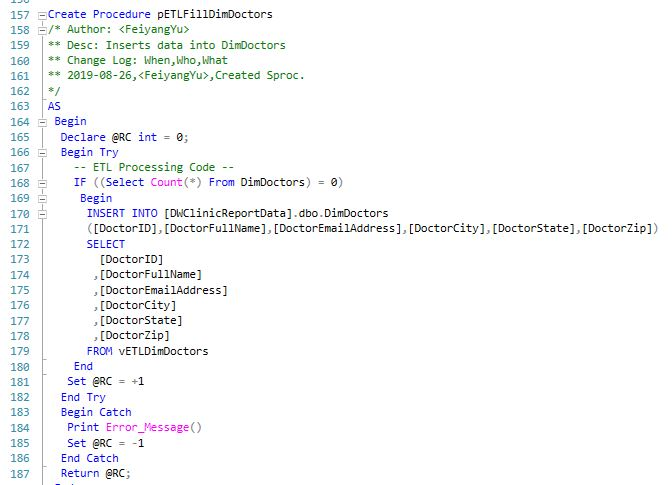 157 Create Procedure pETLFillDimDoctors
158 /* Author: <FeiyangYu>
159 ** Desc: Inserts data into DimDoctors
160 ** Change Log: When,Who,What
161 ** 2019-08-26,<FeiyangYu>,Created Sproc.
162 */
163 AS
164 Begin
165 Declare @RC int = 0;
166 Begin Try
167 -- ETL Processing Code --
168 IF ((Select Count(*) From DimDoctors) = 0)
169 Begin
170 INSERT INTO [DWClinicReportData].dbo.DimDoctors
171 ([DoctorID],[DoctorFullName],[DoctorEmailAddress],[DoctorCity],[DoctorState],[DoctorZip])
172 SELECT
173 [DoctorID]
174 ,[DoctorFullName]
175 ,[DoctorEmailAddress]
176 ,[DoctorCity]
177 ,[DoctorState]
178 ,[DoctorZip]
179 FROM vETLDimDoctors
180 End
181 Set @RC = +1
182 End Try
183 Begin Catch
184 Print Error_Message()
185 Set @RC = -1
186 End Catch
187 Return @RC;